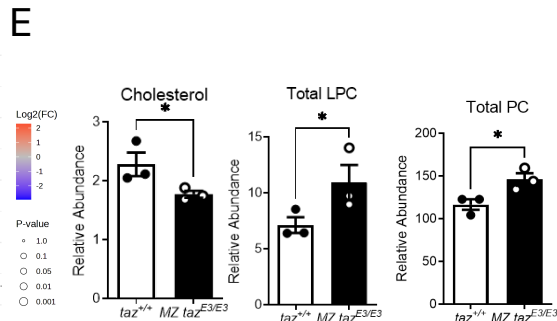 E
Log2(FC)
2
1
0
-1
-2
P-value
1.0
0.1
0.05
0.01
0.001
Cholesterol
*
Relative Abundance
3
2
1
0
taz+/+ MZ tazE3/E3
Total LPC
*
Relative Abundance
15
10
5
0
taz+/+ MZ tazE3/E3
Total PC
*
Relative Abundance
200
150
100
50
0
taz+/+ MZ tazE3/E3